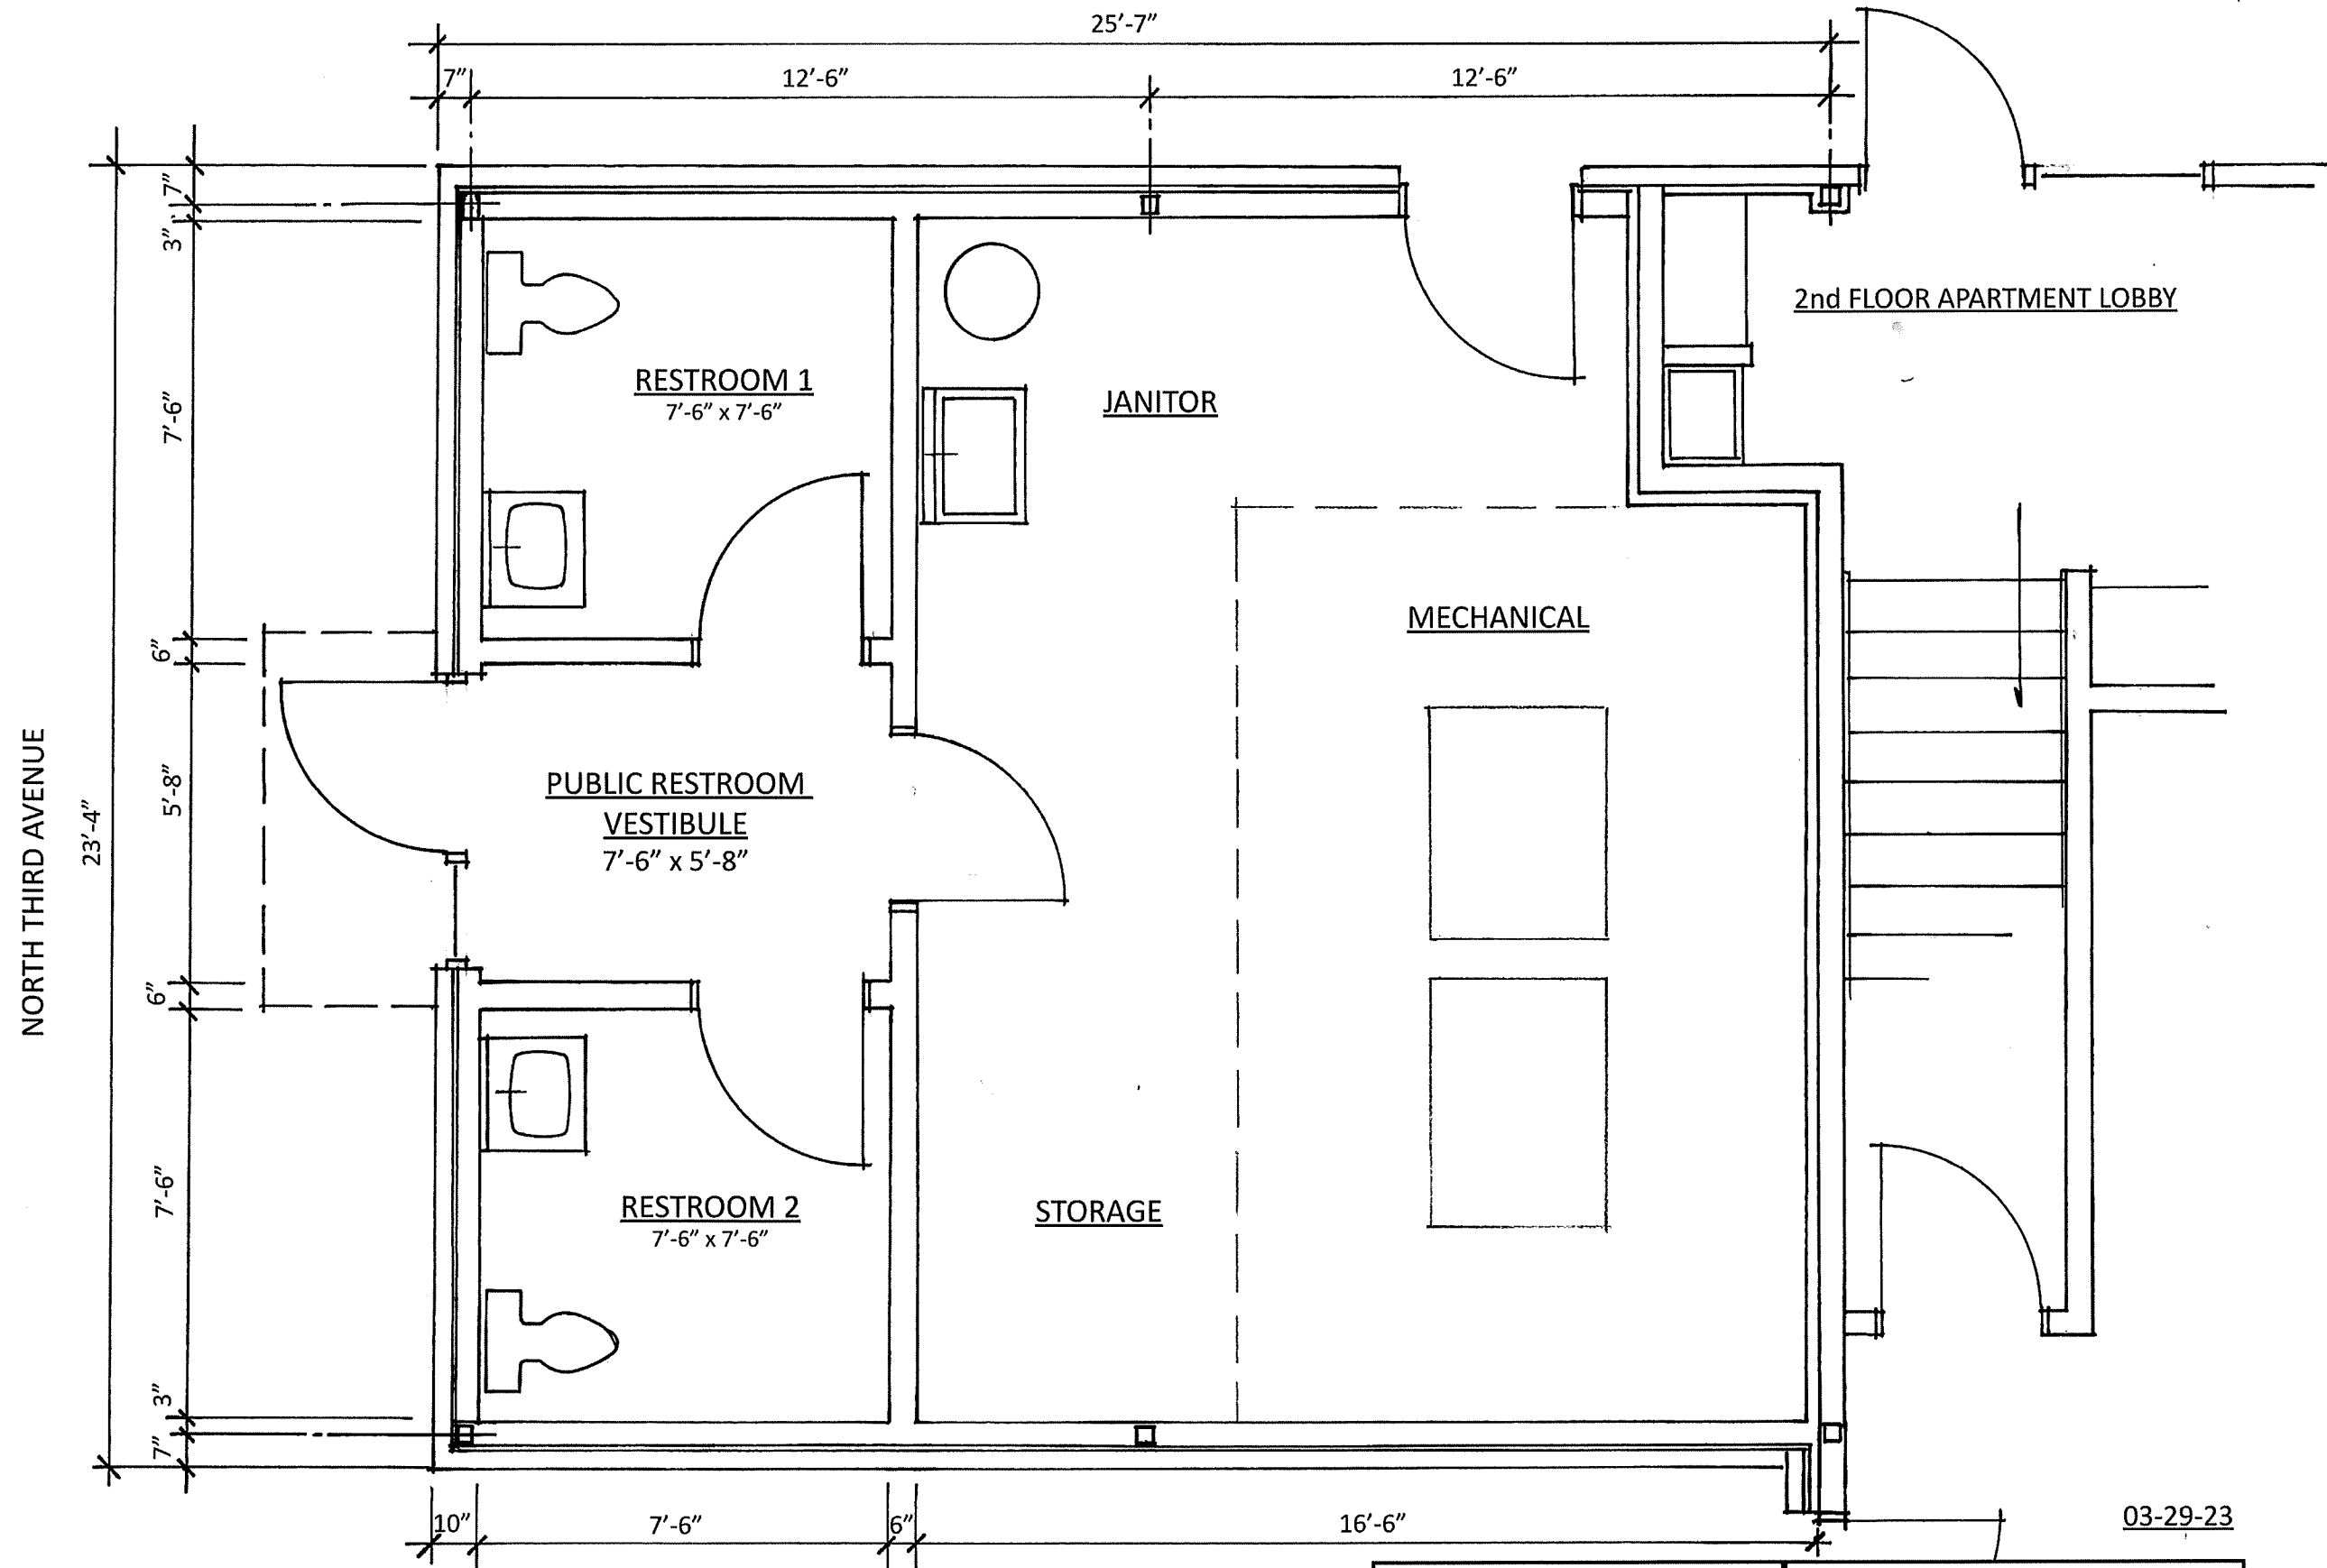 25'-7"
7"
12'-6"
12'-6"
7"
3"
7'-6"
6"
5'-8"
6"
7'-6"
3"
7"
23'-4"
NORTH THIRD AVENUE
RESTROOM 1
7'-6" x 7'-6"
JANITOR
2nd FLOOR APARTMENT LOBBY
MECHANICAL
PUBLIC RESTROOM
VESTIBULE
7'-6" x 5'-8"
RESTROOM 2
7'-6" x 7'-6"
STORAGE
10"
7'-6"
6"
16'-6"
03-29-23